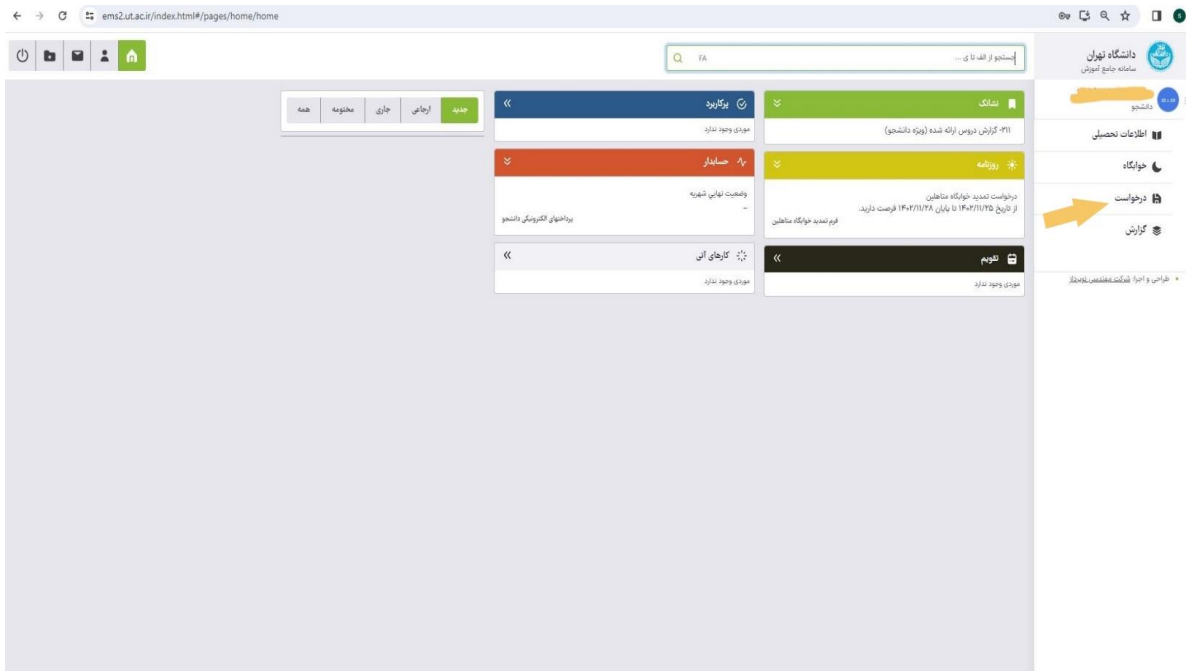 ems2.ut.ac.ir/index.html#/pages/home/home
دانشگاه تهران
سامانه جامع آموزش
جستجو از الف تا ی ...
FA
دانشجو
اطلاعات تحصیلی
خوابگاه
درخواست
گزارش
طراحی و اجرا: شرکت مهندسی نوپرداز
نشانک
۲۱۱- گزارش دروس ارائه شده (ویژه دانشجو)
روزنامه
درخواست تمدید خوابگاه متاهلین
از تاریخ ۱۴۰۲/۱۱/۲۵ تا پایان ۱۴۰۲/۱۱/۲۸ فرصت دارید.
فرم تمدید خوابگاه متاهلین
تقویم
موردی وجود ندارد
پرکاربرد
موردی وجود ندارد
حسابدار
وضعیت نهایی شهریه
--
پرداختهای الکترونیکی دانشجو
کارهای آتی
موردی وجود ندارد
جدید ارجاعی جاری مختومه همه